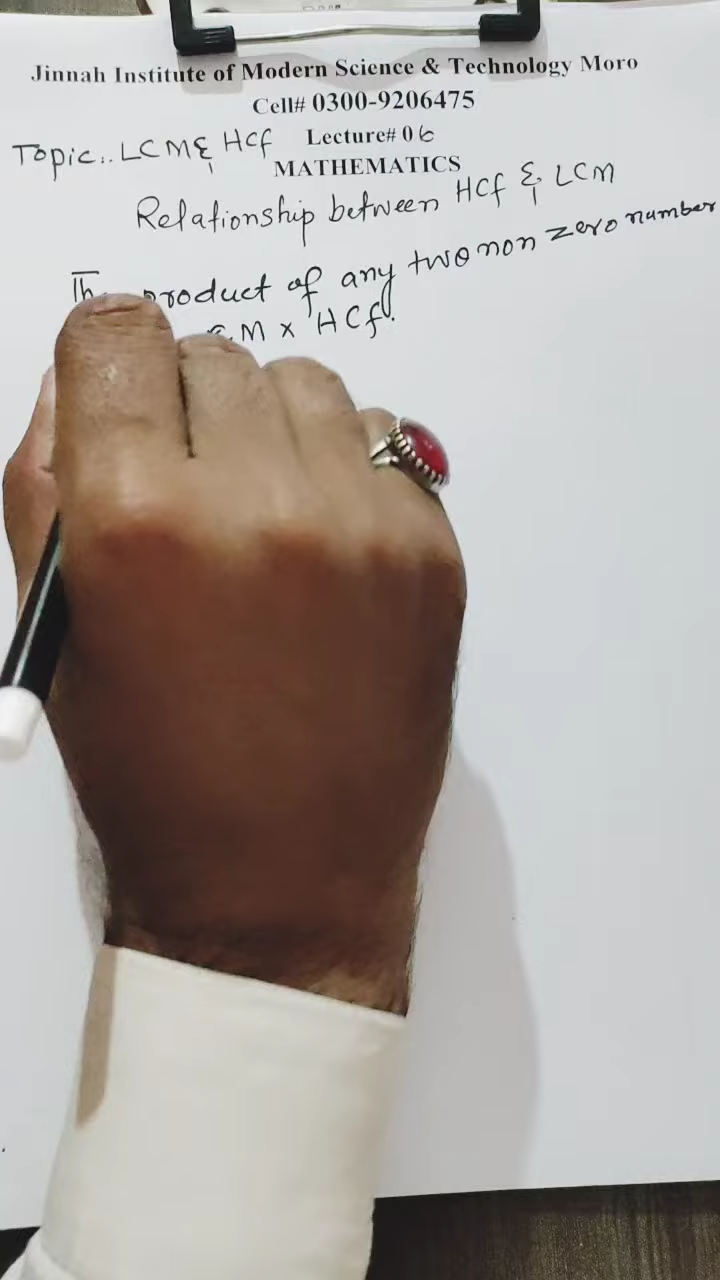 Jinnah Institute of Modern Science & Technology Moro
Cell# 0300-9206475
Topic:. LCM & HCf Lecture# 06
MATHEMATICS
Relationship between HCf & LCM
product of any two non zero number
M x HCf.